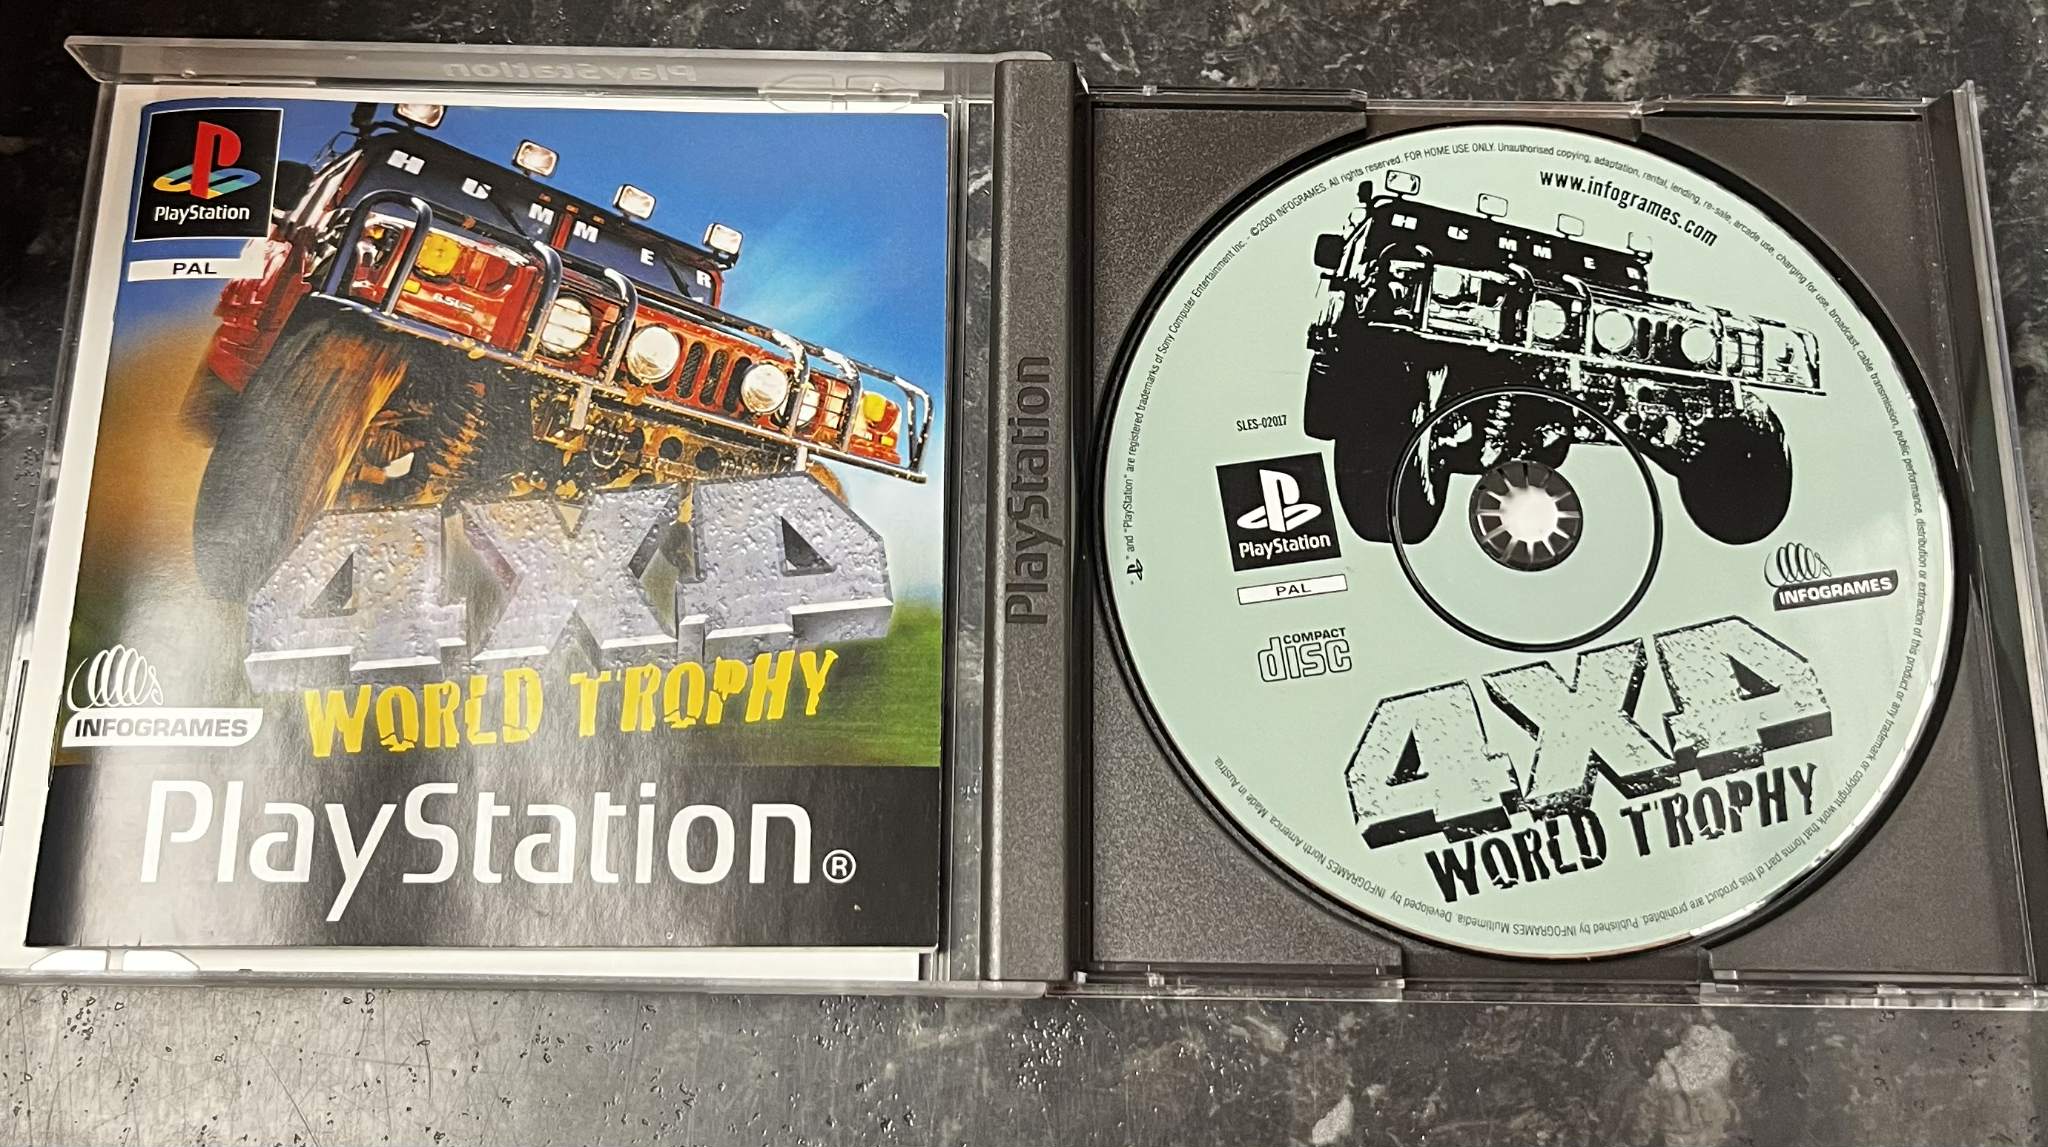 PlayStation
PlayStation
PAL
HUMMER
6.5L
4X4
WORLD TROPHY
INFOGRAMES
PlayStation®
PlayStation
"PS" and "PlayStation" are registered trademarks of Sony Computer Entertainment Inc. - ©2000 INFOGRAMES. All rights reserved. FOR HOME USE ONLY. Unauthorised copying, adaptation, rental, lending, re-sale, arcade use, charging for use, broadcast, cable transmission, public performance, distribution or extraction of this product or any trademark or copyright work that forms part of this product are prohibited. Published by INFOGRAMES Multimedia. Developed by INFOGRAMES North America. Made in Austria.
www.infogrames.com
HUMMER
SLES-02017
PlayStation
PAL
COMPACT
disc
INFOGRAMES
4X4
WORLD TROPHY